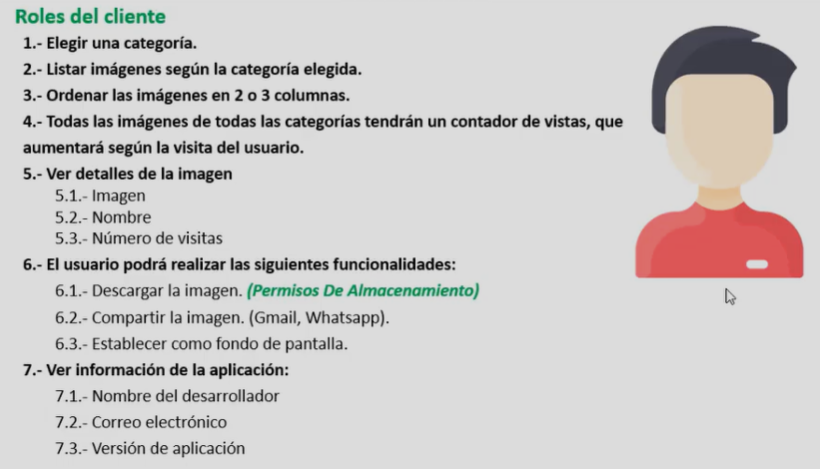 Roles del cliente
1.- Elegir una categoría.
2.- Listar imágenes según la categoría elegida.
3.- Ordenar las imágenes en 2 o 3 columnas.
4.- Todas las imágenes de todas las categorías tendrán un contador de vistas, que
aumentará según la visita del usuario.
5.- Ver detalles de la imagen
5.1.- Imagen
5.2.- Nombre
5.3.- Número de visitas
6.- El usuario podrá realizar las siguientes funcionalidades:
6.1.- Descargar la imagen. (Permisos De Almacenamiento)
6.2.- Compartir la imagen. (Gmail, Whatsapp).
6.3.- Establecer como fondo de pantalla.
7.- Ver información de la aplicación:
7.1.- Nombre del desarrollador
7.2.- Correo electrónico
7.3.- Versión de aplicación